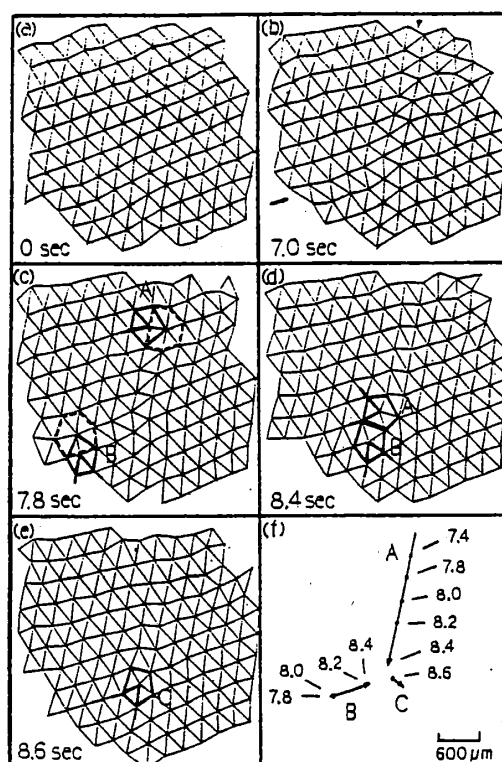 (a)
0 sec
(b)
7.0 sec
(c)
A
B
7.8 sec
(d)
A
B
8.4 sec
(e)
C
8.6 sec
(f)
A
7.4
7.8
8.0
8.2
8.4
8.6
8.4
8.2
8.0
7.8
B
C
600 μm